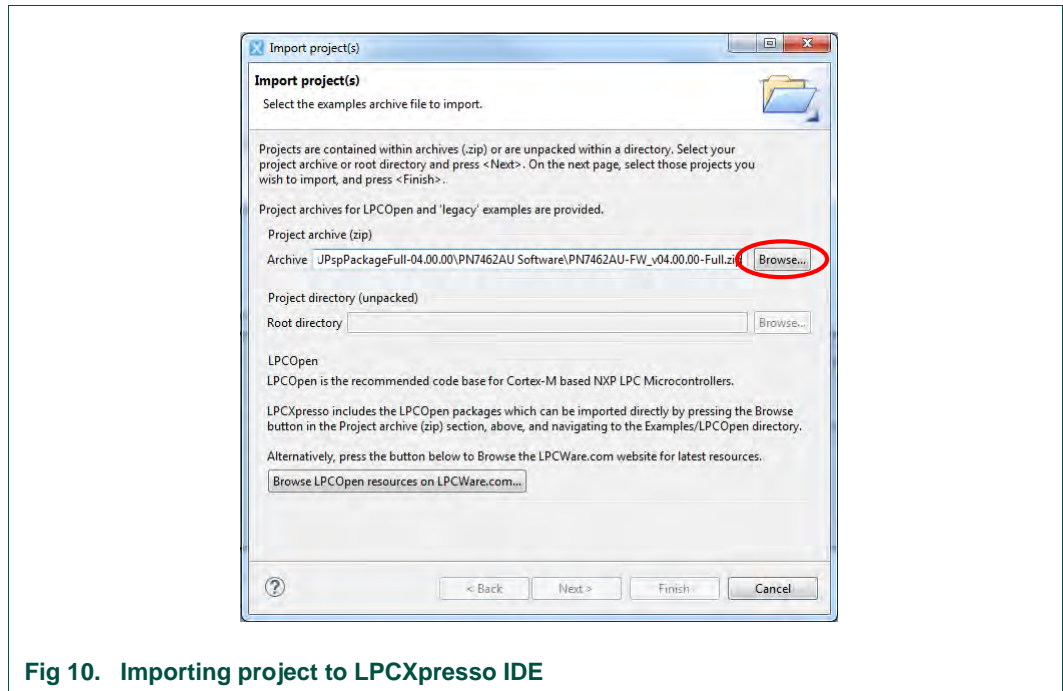 Import project(s)
Import project(s)
Select the examples archive file to import.
Projects are contained within archives (.zip) or are unpacked within a directory. Select your
project archive or root directory and press <Next>. On the next page, select those projects you
wish to import, and press <Finish>.
Project archives for LPCOpen and 'legacy' examples are provided.
Project archive (zip)
Archive JPspPackageFull-04.00.00\PN7462AU Software\PN7462AU-FW_v04.00.00-Full.zip Browse...
Project directory (unpacked)
Root directory Browse...
LPCOpen
LPCOpen is the recommended code base for Cortex-M based NXP LPC Microcontrollers.
LPCXpresso includes the LPCOpen packages which can be imported directly by pressing the Browse
button in the Project archive (zip) section, above, and navigating to the Examples/LPCOpen directory.
Alternatively, press the button below to Browse the LPCWare.com website for latest resources.
Browse LPCOpen resources on LPCWare.com...
? < Back Next > Finish Cancel
Fig 10. Importing project to LPCXpresso IDE